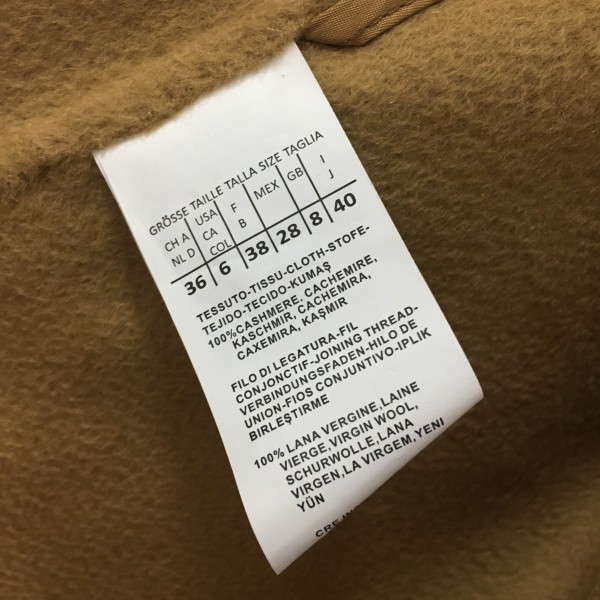 GRÖSSE TAILLE TALLA SIZE TAGLIA
CH A USA F MEX GB I
NL D CA B J
COL
36 6 38 28 8 40
TESSUTO-TISSU-CLOTH-STOFE-
TEJIDO-TECIDO-KUMAŞ
100%CASHMERE, CACHEMIRE,
KASCHMIR, CACHEMIRA,
CAXEMIRA, KAŞMIR
FILO DI LEGATURA-FIL
CONJONCTIF-JOINING THREAD-
VERBINDUNGSFADEN-HILO DE
UNION-FIOS CONJUNTIVO-IPLIK
BIRLEŞTIRME
100% LANA VERGINE,LAINE
VIERGE,VIRGIN WOOL,
SCHURWOLLE,LANA
VIRGEN,LA VIRGEM,YENI
YÜN